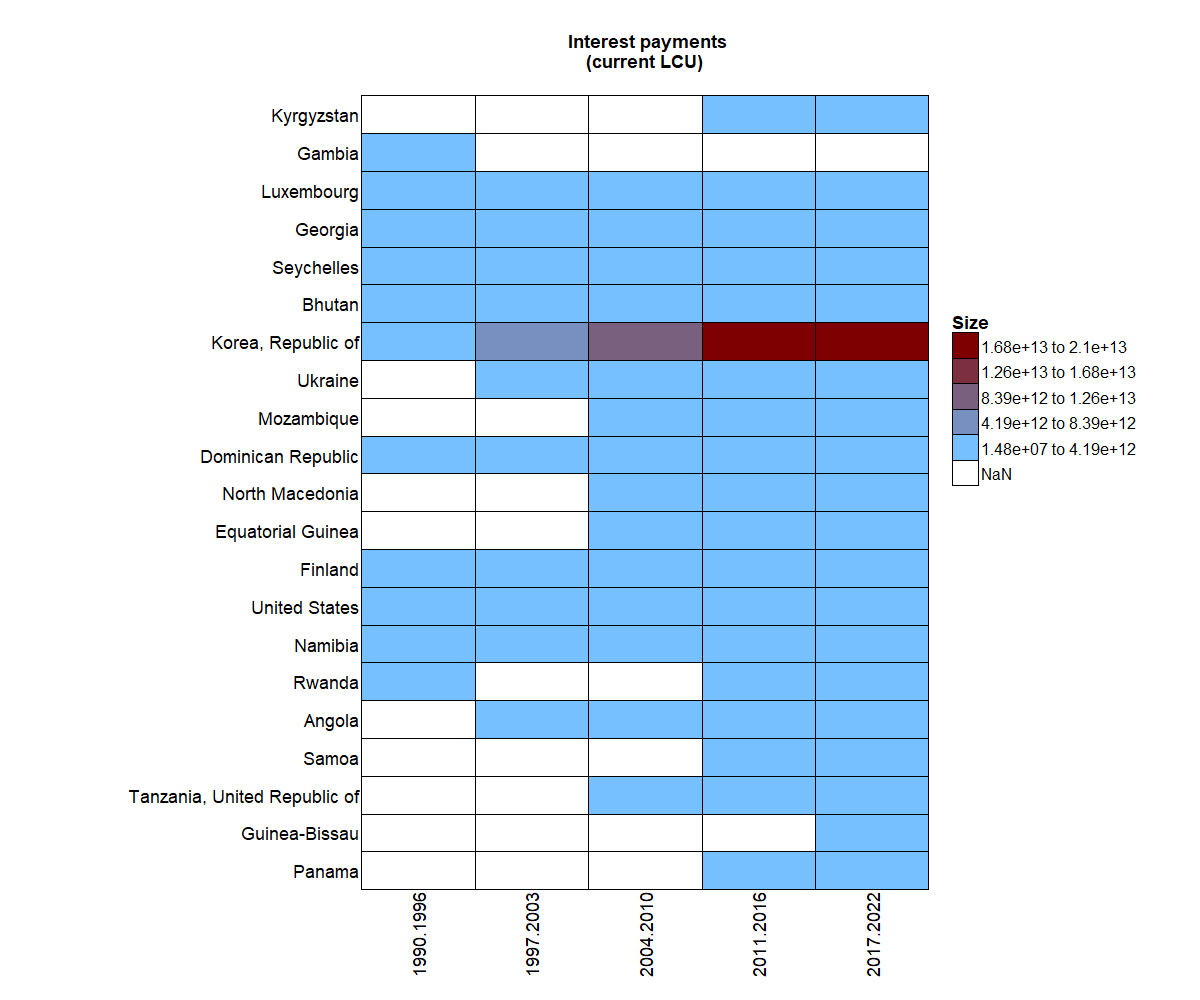 Interest payments
(current LCU)
Kyrgyzstan
Gambia
Luxembourg
Georgia
Seychelles
Bhutan
Korea, Republic of
Ukraine
Mozambique
Dominican Republic
North Macedonia
Equatorial Guinea
Finland
United States
Namibia
Rwanda
Angola
Samoa
Tanzania, United Republic of
Guinea-Bissau
Panama
1990.1996
1997.2003
2004.2010
2011.2016
2017.2022
Size
1.68e+13 to 2.1e+13
1.26e+13 to 1.68e+13
8.39e+12 to 1.26e+13
4.19e+12 to 8.39e+12
1.48e+07 to 4.19e+12
NaN